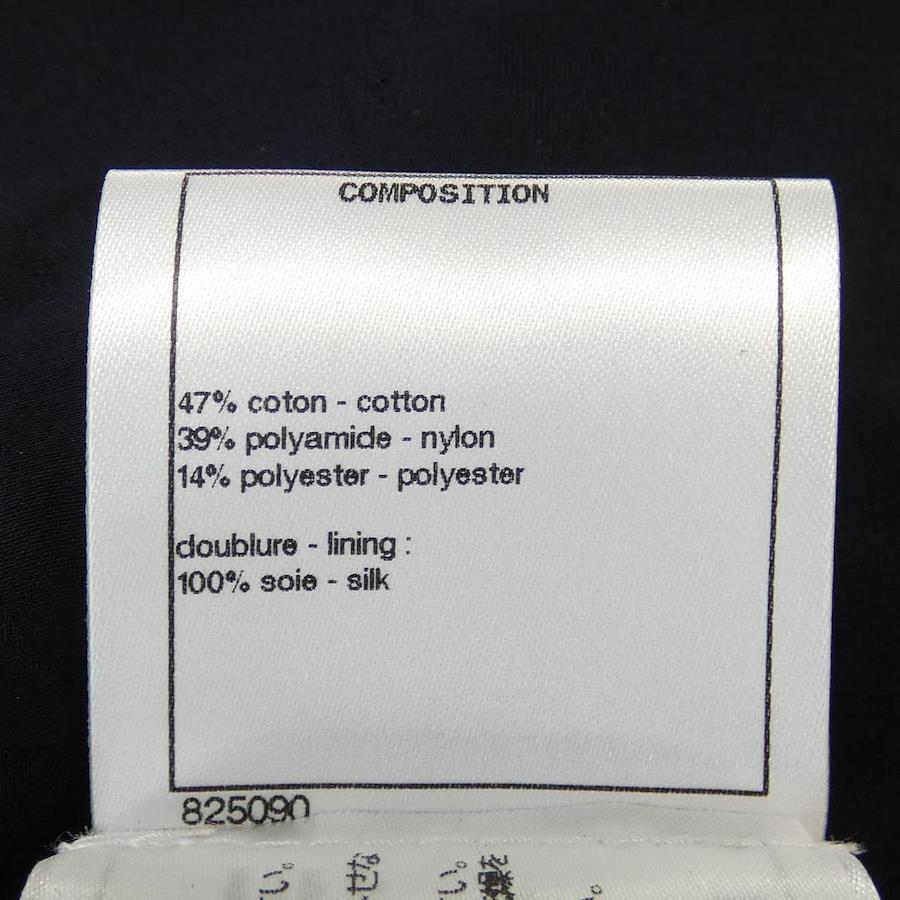 COMPOSITION
47% coton - cotton
39% polyamide - nylon
14% polyester - polyester
doublure - lining :
100% soie - silk
825090